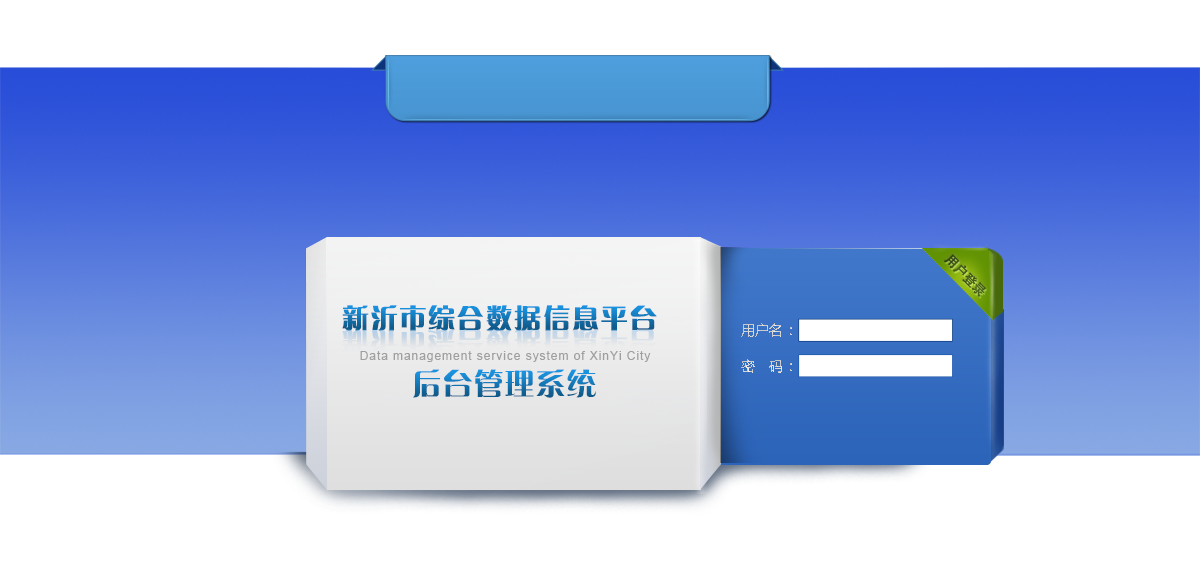 新沂市综合数据信息平台
Data management service system of XinYi City
后台管理系统
用户登录
用户名：
密 码：